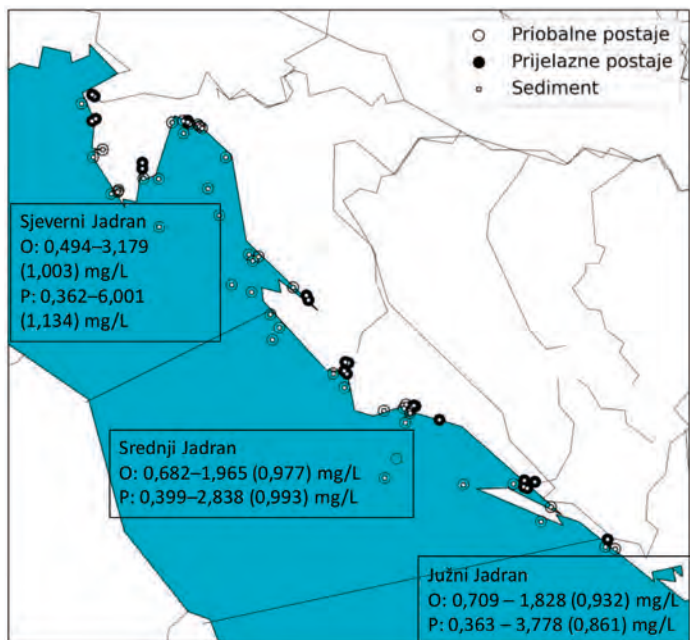 Priobalne postaje
Prijelazne postaje
Sediment
Sjeverni Jadran
O: 0,494–3,179
(1,003) mg/L
P: 0,362–6,001
(1,134) mg/L
Srednji Jadran
O: 0,682–1,965 (0,977) mg/L
P: 0,399–2,838 (0,993) mg/L
Južni Jadran
O: 0,709 – 1,828 (0,932) mg/L
P: 0,363 – 3,778 (0,861) mg/L